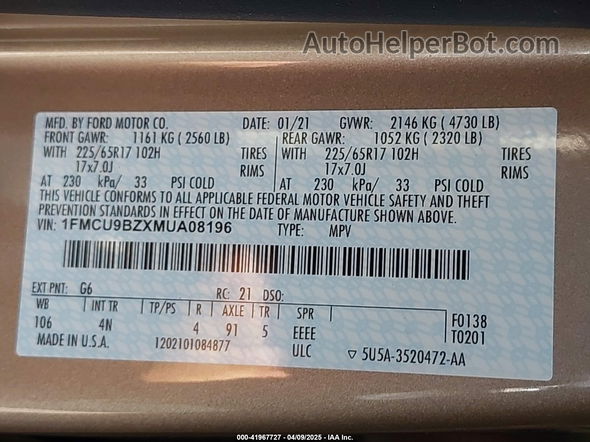 AutoHelperBot.com
MFD. BY FORD MOTOR CO. DATE: 01/21 GVWR: 2146 KG ( 4730 LB)
FRONT GAWR: 1161 KG ( 2560 LB) REAR GAWR: 1052 KG ( 2320 LB)
WITH 225/65R17 102H TIRES WITH 225/65R17 102H TIRES
17x7.0J RIMS 17x7.0J RIMS
AT 230 kPa/ 33 PSI COLD AT 230 kPa/ 33 PSI COLD
THIS VEHICLE CONFORMS TO ALL APPLICABLE FEDERAL MOTOR VEHICLE SAFETY AND THEFT
PREVENTION STANDARDS IN EFFECT ON THE DATE OF MANUFACTURE SHOWN ABOVE.
VIN: 1FMCU9BZXMUA08196 TYPE: MPV
EXT PNT: G6 RC: 21 DSO:
WB INT TR TP/PS R AXLE TR SPR F0138
106 4N 4 91 5 EEEE T0201
MADE IN U.S.A. 1202101084877 ULC ▽ 5U5A-3520472-AA
000-41967727 - 04/09/2025 - IAA Inc.